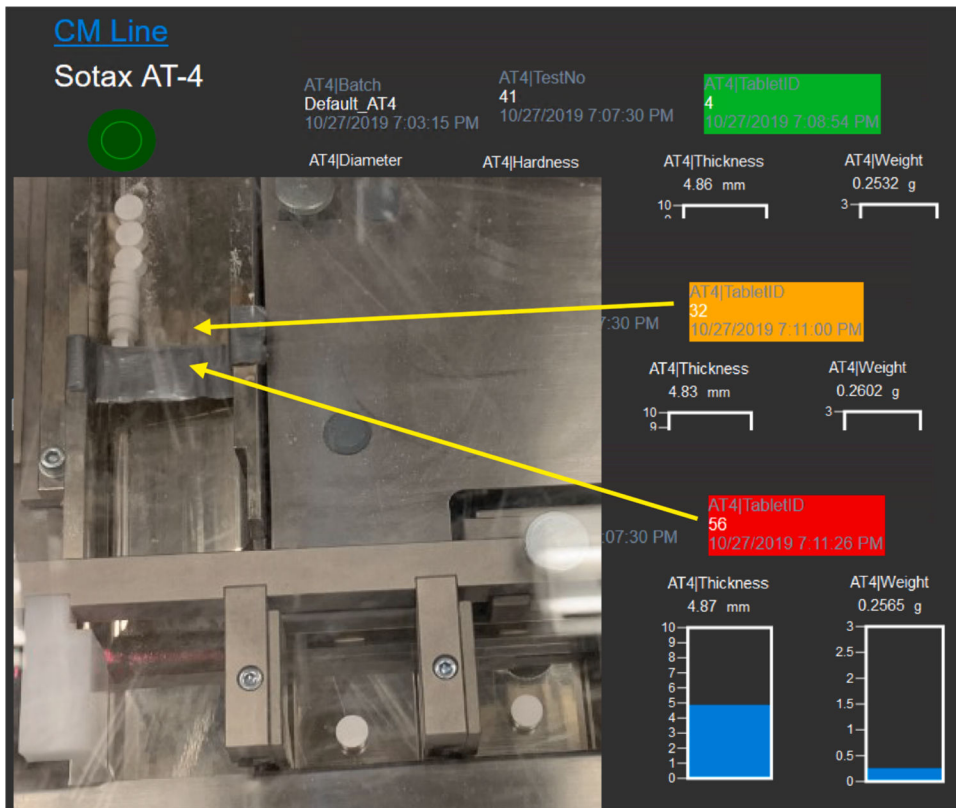 CM Line
Sotax AT-4
AT4|Batch
Default_AT4
10/27/2019 7:03:15 PM
AT4|TestNo
41
10/27/2019 7:07:30 PM
AT4|TabletID
4
10/27/2019 7:08:54 PM
AT4|Diameter
AT4|Hardness
AT4|Thickness
4.86 mm
10
AT4|Weight
0.2532 g
3
7:30 PM
AT4|TabletID
32
10/27/2019 7:11:00 PM
AT4|Thickness
4.83 mm
10
9
AT4|Weight
0.2602 g
3
:07:30 PM
AT4|TabletID
56
10/27/2019 7:11:26 PM
AT4|Thickness
4.87 mm
10
9
8
7
6
5
4
3
2
1
0
AT4|Weight
0.2565 g
3
2.5
2
1.5
1
0.5
0